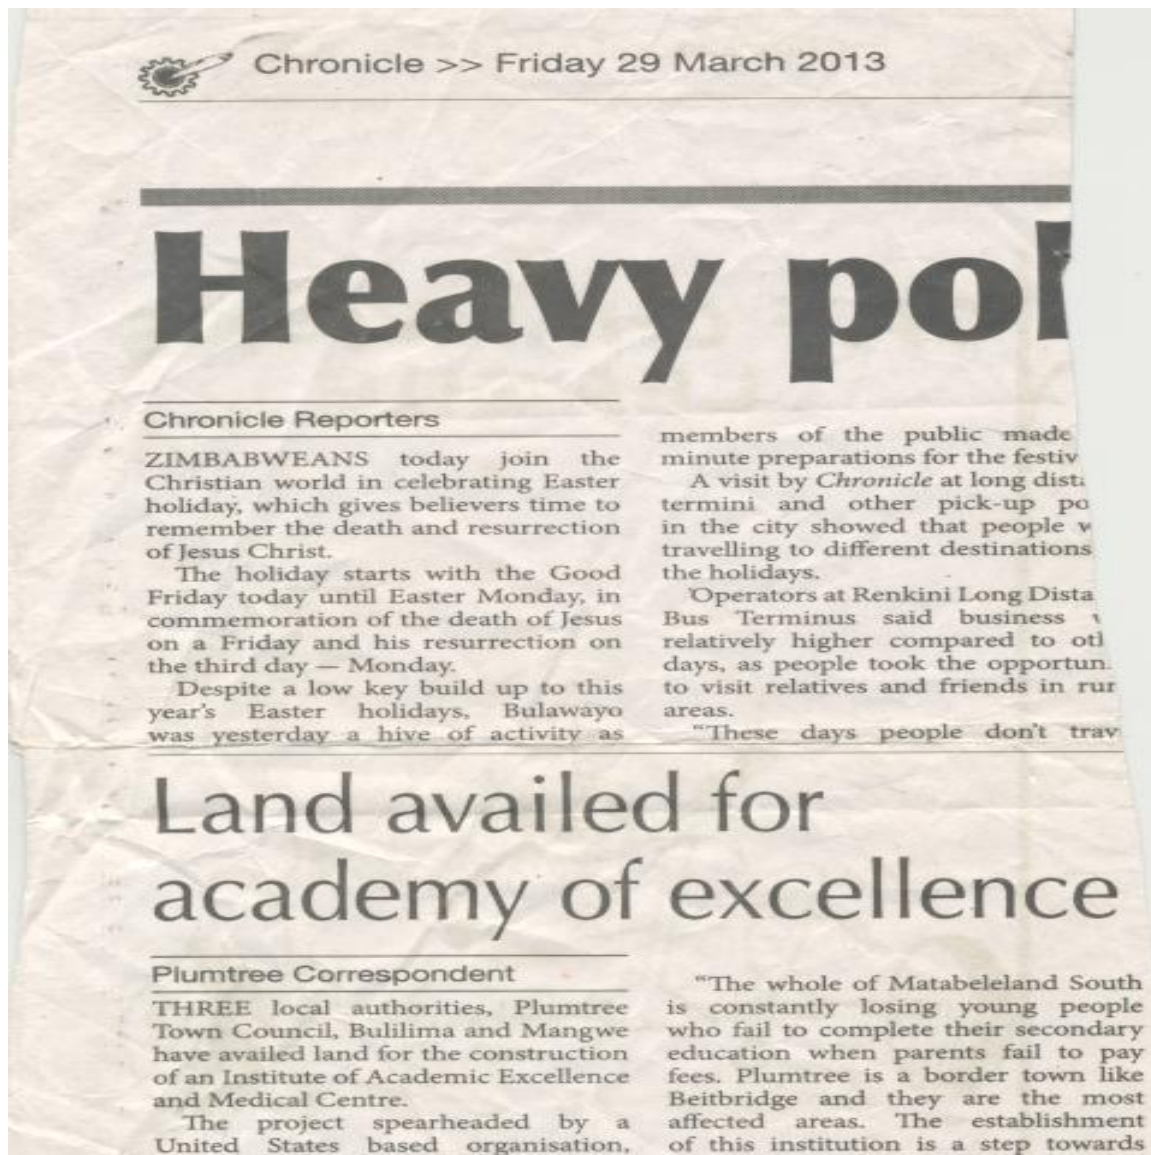 Chronicle >> Friday 29 March 2013
Heavy
Chronicle Reporters
ZIMBABWEANS today join the
Christian world in celebrating Easter
holiday, which gives believers time to
remember the death and resurrection
of Jesus Christ.
The holiday starts with the Good
Friday today until Easter Monday, in
commemoration of the death of Jesus
on a Friday and his resurrection on
the third day — Monday.
Despite a low key build up to this
year's Easter holidays, Bulawayo
was yesterday a hive of activity as
members of the public made
minute preparations for the
A visit by Chronicle at long
termini and other pick-up
in the city showed that people
travelling to different destinations
the holidays.
'Operators at Renkini Long
Bus Terminus said business
relatively higher compared to
days, as people took the
to visit relatives and friends in
areas.
"These days people don't
Land availed for
academy of excellence
Plumtree Correspondent
THREE local authorities, Plumtree
Town Council, Bulilima and Mangwe
have availed land for the construction
of an Institute of Academic Excellence
and Medical Centre.
The project spearheaded by a
United States based organisation,
"The whole of Matabeleland South
is constantly losing young people
who fail to complete their secondary
education when parents fail to pay
fees. Plumtree is a border town like
Beitbridge and they are the most
affected areas. The establishment
of this institution is a step towards